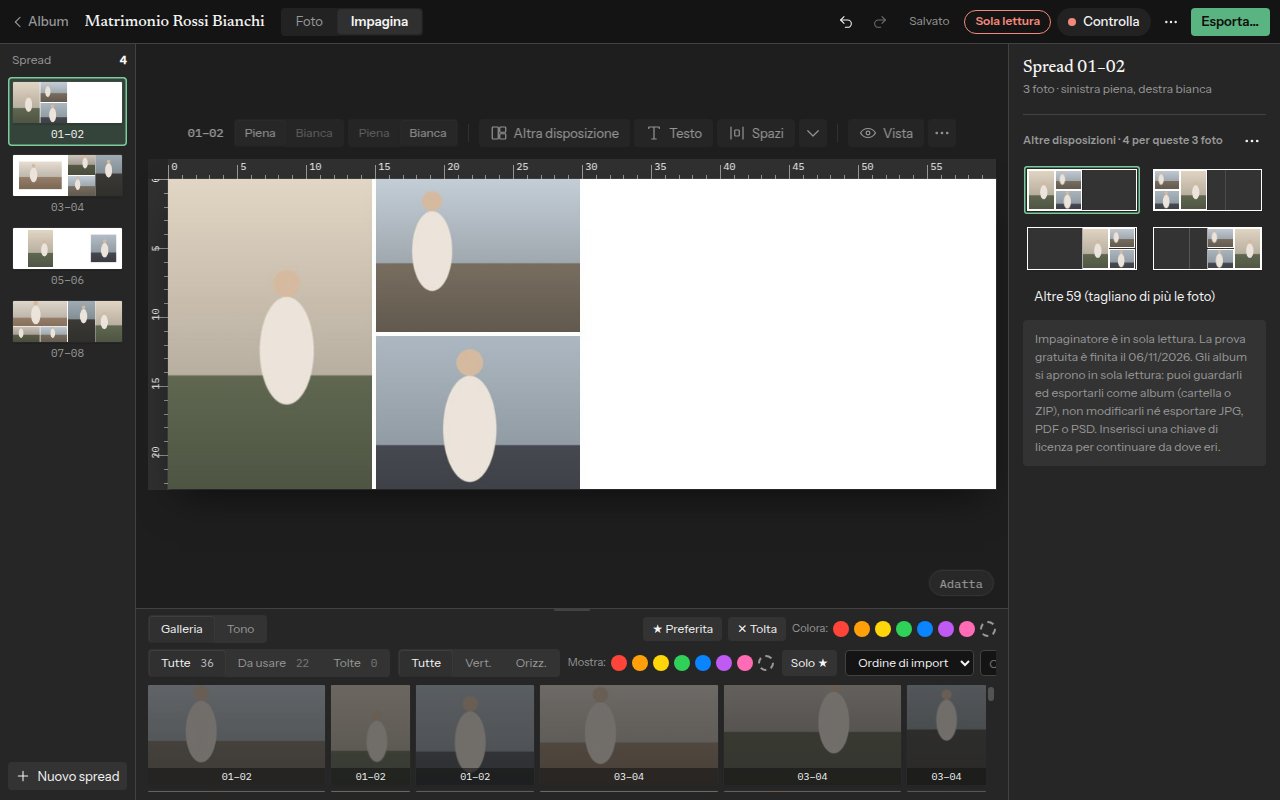 Album
Matrimonio Rossi Bianchi
Foto
Impagina
Salvato
Sola lettura
Controlla
Esporta...
Spread 4
01–02
03–04
05–06
07–08
Nuovo spread
01–02
Piena
Bianca
Piena
Bianca
Altra disposizione
Testo
Spazi
Vista
0 5 10 15 20 25 30 35 40 45 50 55
0
5
10
15
20
Adatta
Spread 01–02
3 foto · sinistra piena, destra bianca
Altre disposizioni · 4 per queste 3 foto
Altre 59 (tagliano di più le foto)
Impaginatore è in sola lettura. La prova
gratuita è finita il 06/11/2026. Gli album
si aprono in sola lettura: puoi guardarli
ed esportarli come album (cartella o
ZIP), non modificarli né esportare JPG,
PDF o PSD. Inserisci una chiave di
licenza per continuare da dove eri.
Galleria
Tono
★ Preferita
✕ Tolta
Colora:
Tutte 36
Da usare 22
Tolte 0
Tutte
Vert.
Orizz.
Mostra:
Solo ★
Ordine di import
01–02
01–02
01–02
03–04
03–04
03–04